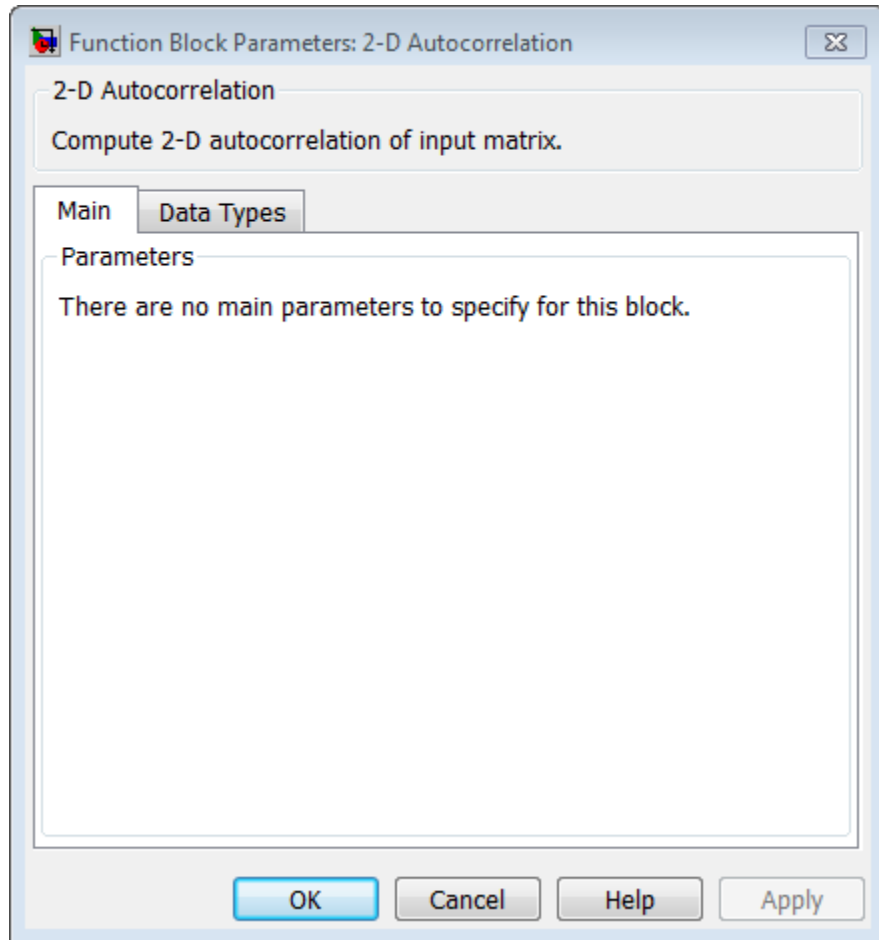 Function Block Parameters: 2-D Autocorrelation
2-D Autocorrelation
Compute 2-D autocorrelation of input matrix.
Main
Data Types
Parameters
There are no main parameters to specify for this block.
OK
Cancel
Help
Apply